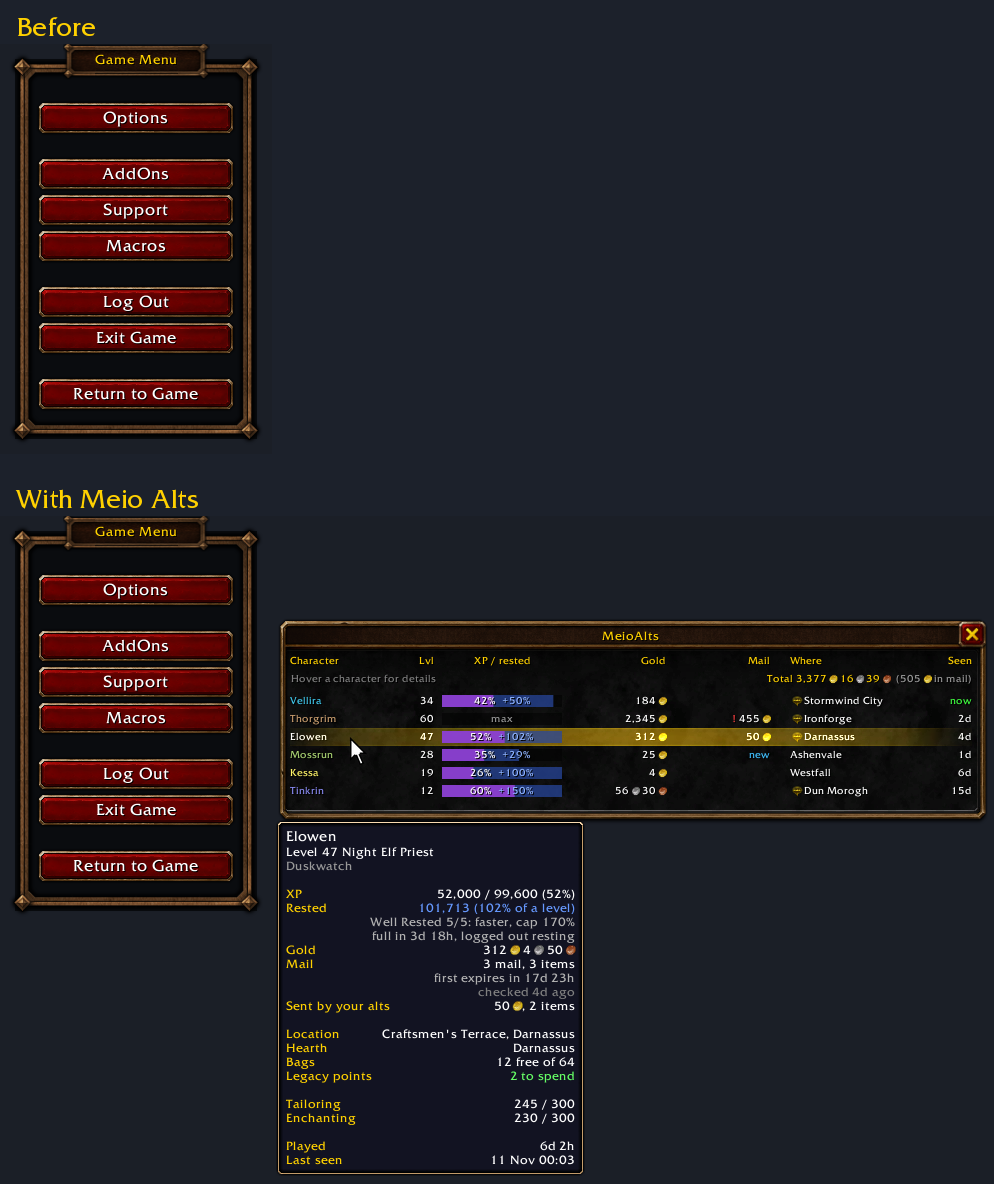 Before
Game Menu
Options
AddOns
Support
Macros
Log Out
Exit Game
Return to Game
With Meio Alts
Game Menu
Options
AddOns
Support
Macros
Log Out
Exit Game
Return to Game
MeioAlts
Character Lvl XP / rested Gold Mail Where Seen
Hover a character for details Total 3,377 16 39 (505 in mail)
Vellira 34 42% +50% 184 Stormwind City now
Thorgrim 60 max 2,345 ! 455 Ironforge 2d
Elowen 47 52% +102% 312 50 Darnassus 4d
Mossrun 28 35% +29% 25 new Ashenvale 1d
Kessa 19 26% +100% 4 Westfall 6d
Tinkrin 12 60% +150% 56 30 Dun Morogh 15d
Elowen
Level 47 Night Elf Priest
Duskwatch
XP 52,000 / 99,600 (52%)
Rested 101,713 (102% of a level)
Well Rested 5/5: faster, cap 170%
full in 3d 18h, logged out resting
Gold 312 4 50
Mail 3 mail, 3 items
first expires in 17d 23h
checked 4d ago
Sent by your alts 50 , 2 items
Location Craftsmen's Terrace, Darnassus
Hearth Darnassus
Bags 12 free of 64
Legacy points 2 to spend
Tailoring 245 / 300
Enchanting 230 / 300
Played 6d 2h
Last seen 11 Nov 00:03